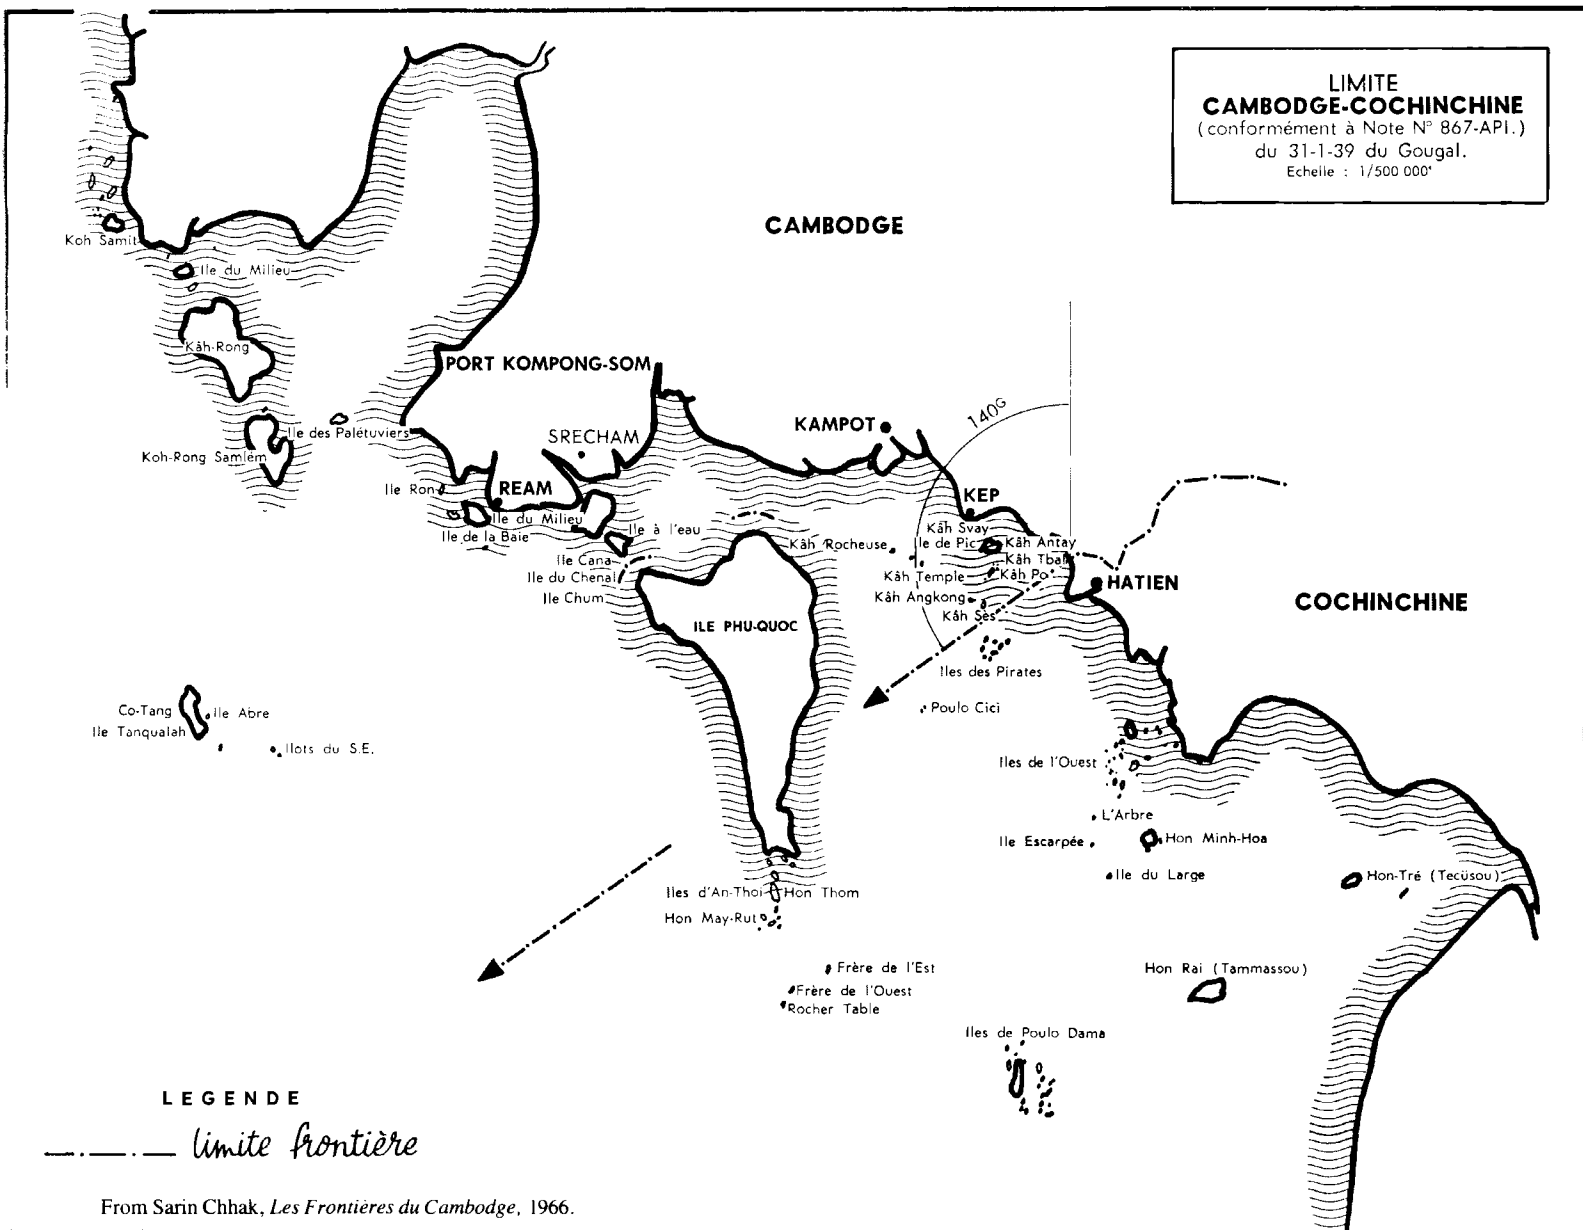 LIMITE
CAMBODGE-COCHINCHINE
(conformément à Note N° 867-API.)
du 31-1-39 du Gougal.
Echelle : 1/500 000e
CAMBODGE
Koh Samit
Ile du Milieu
Kâh-Rong
PORT KOMPONG-SOM
140G
KAMPOT
Ile des Palétuviers
SRECHAM
Koh-Rong Samlem
Ile Ron
REAM
KEP
Ile du Milieu
Kâh Svay
Ile à l'eau
Ile de la Baie
Kâh Rocheuse
Ile de Pic
Kâh Antay
Ile Cana
Kâh Tbal
Ile du Chenal
Kâh Temple
Kâh Po
HATIEN
Ile Chum
Kâh Angkong
COCHINCHINE
Kâh Sès
ILE PHU-QUOC
Iles des Pirates
Co-Tang
Ile Abre
Poulo Cici
Ile Tanqualah
Ilots du S.E.
Iles de l'Ouest
L'Arbre
Ile Escarpée
Hon Minh-Hoa
Ile du Large
Hon-Tré (Tecüsou)
Iles d'An-Thoi
Hon Thom
Hon May-Rut
Frère de l'Est
Hon Rai (Tammassou)
Frère de l'Ouest
Rocher Table
Iles de Poulo Dama
LEGENDE
limite frontière
From Sarin Chhak, Les Frontières du Cambodge, 1966.